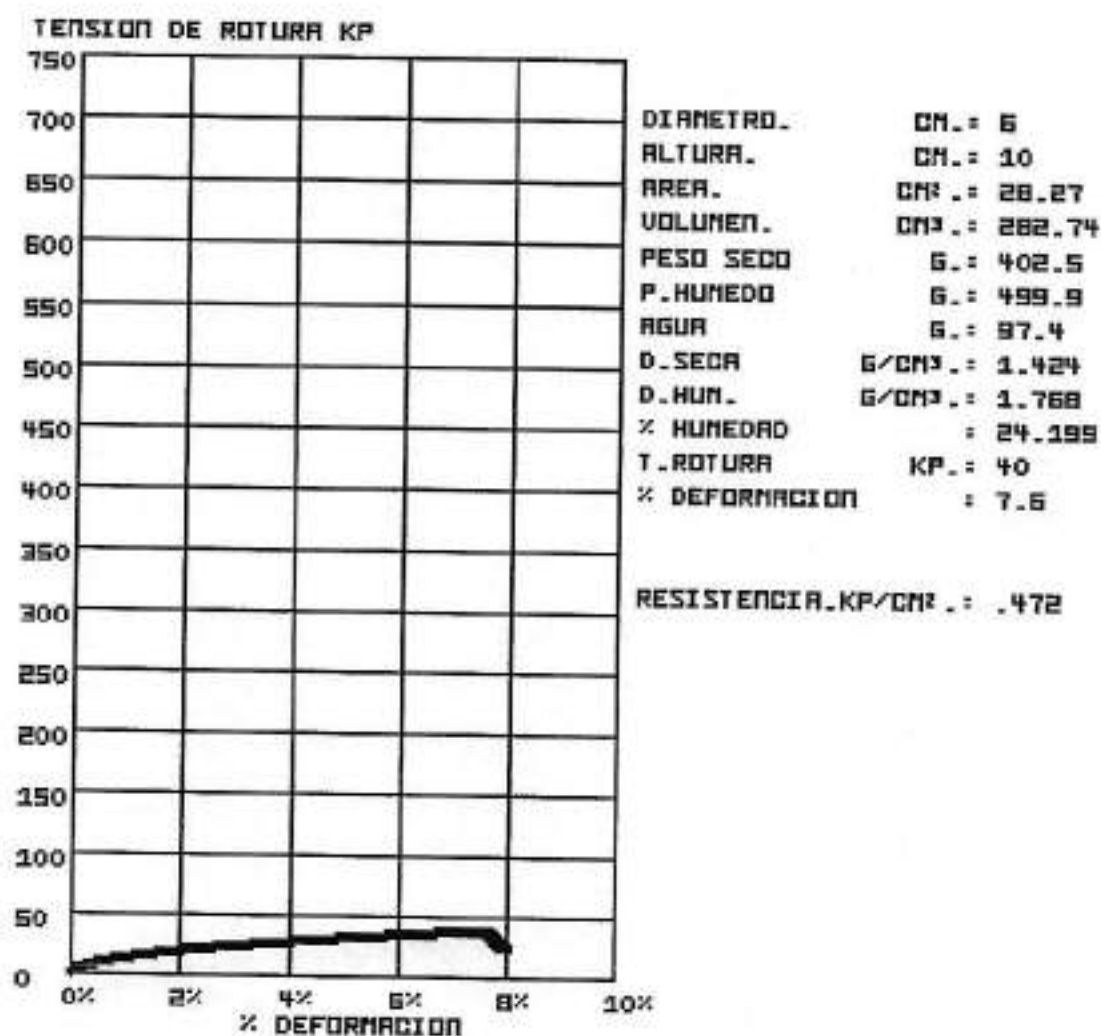 TENSION DE ROTURA KP
750
700
650
600
550
500
450
400
350
300
250
200
150
100
50
0
0% 2% 4% 6% 8% 10%
% DEFORMACION
DIAMETRO. CM.: 6
ALTURA. CM.: 10
AREA. CM².: 28.27
VOLUMEN. CM³.: 282.74
PESO SECO G.: 402.5
P.HUMEDO G.: 499.9
AGUA G.: 97.4
D.SECA G/CM³.: 1.424
D.HUM. G/CM³.: 1.768
% HUMEDAD : 24.199
T.ROTURA KP.: 40
% DEFORMACION : 7.6
RESISTENCIA.KP/CM².: .472